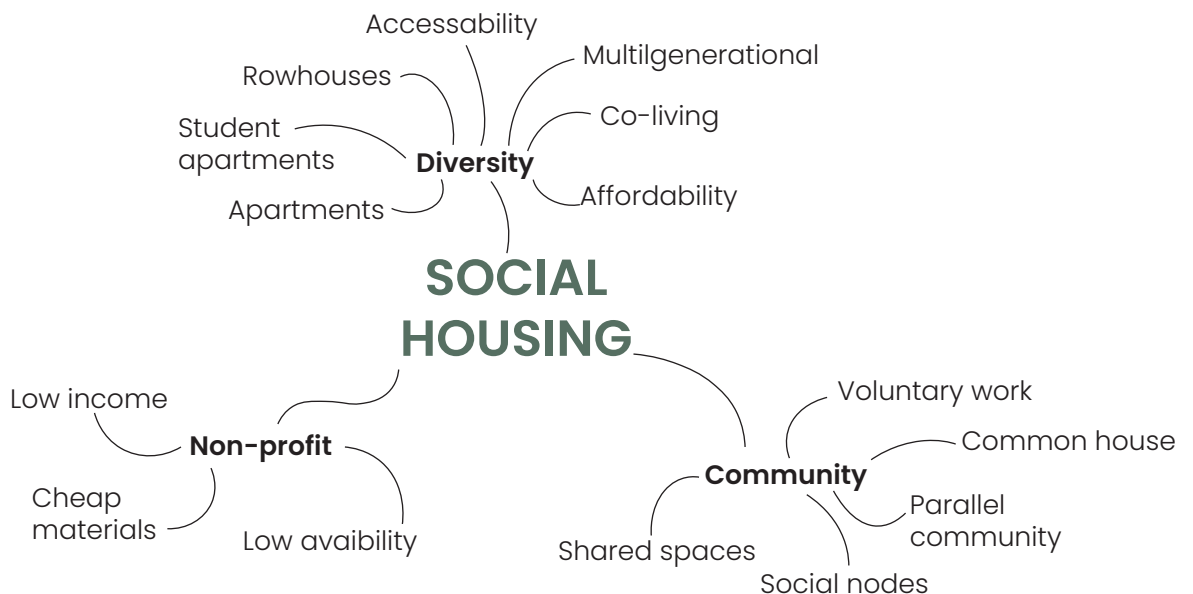 Accessability
Multilgenerational
Rowhouses
Co-living
Student
apartments
Diversity
Affordability
Apartments
SOCIAL
HOUSING
Low income
Non-profit
Cheap
materials
Low avaibility
Voluntary work
Common house
Community
Parallel
community
Shared spaces
Social nodes